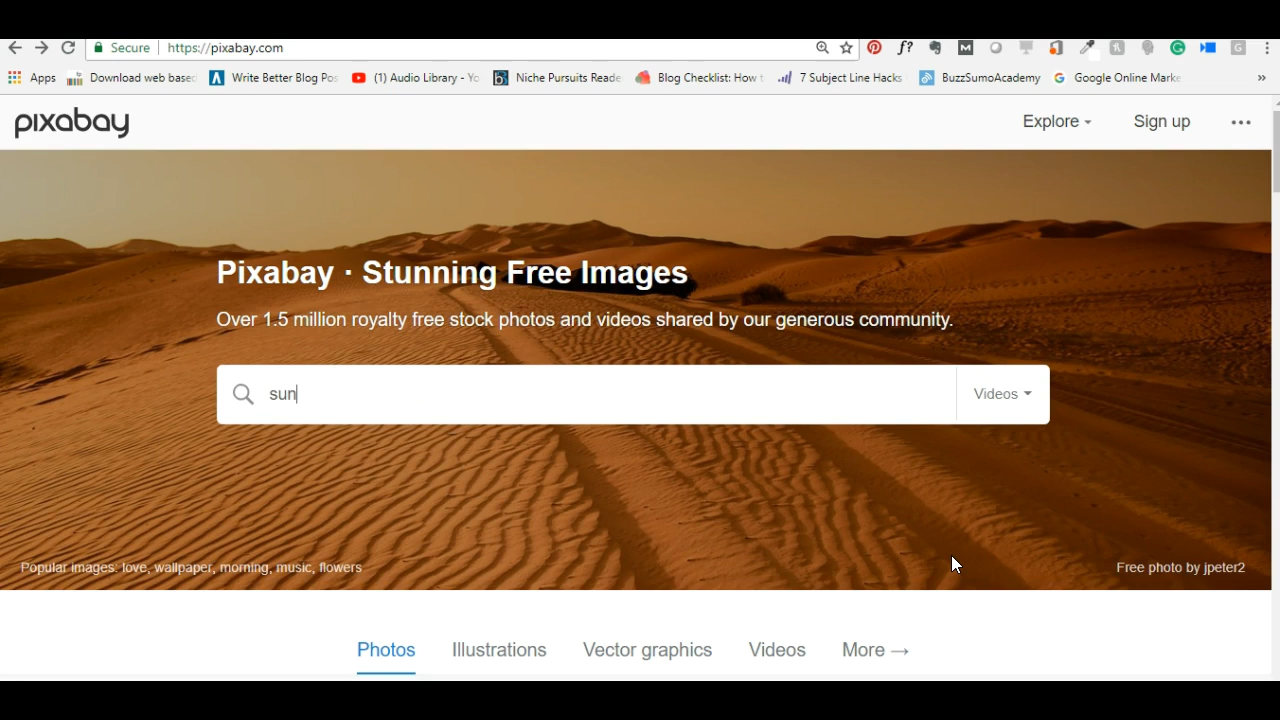 Secure https://pixabay.com
Apps Download web base Write Better Blog Pos (1) Audio Library - Yo Niche Pursuits Reade Blog Checklist: How t 7 Subject Line Hacks BuzzSumoAcademy Google Online Marke »
pixabay Explore Sign up
Pixabay · Stunning Free Images
Over 1.5 million royalty free stock photos and videos shared by our generous community.
sun Videos
Popular images: love, wallpaper, morning, music, flowers Free photo by jpeter2
Photos Illustrations Vector graphics Videos More →